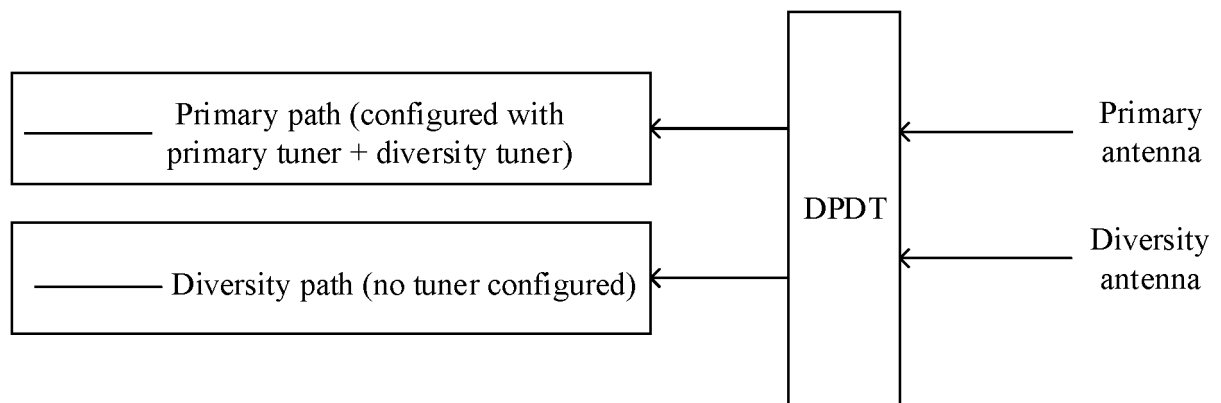 Primary path (configured with
primary tuner + diversity tuner)
Diversity path (no tuner configured)
DPDT
Primary
antenna
Diversity
antenna